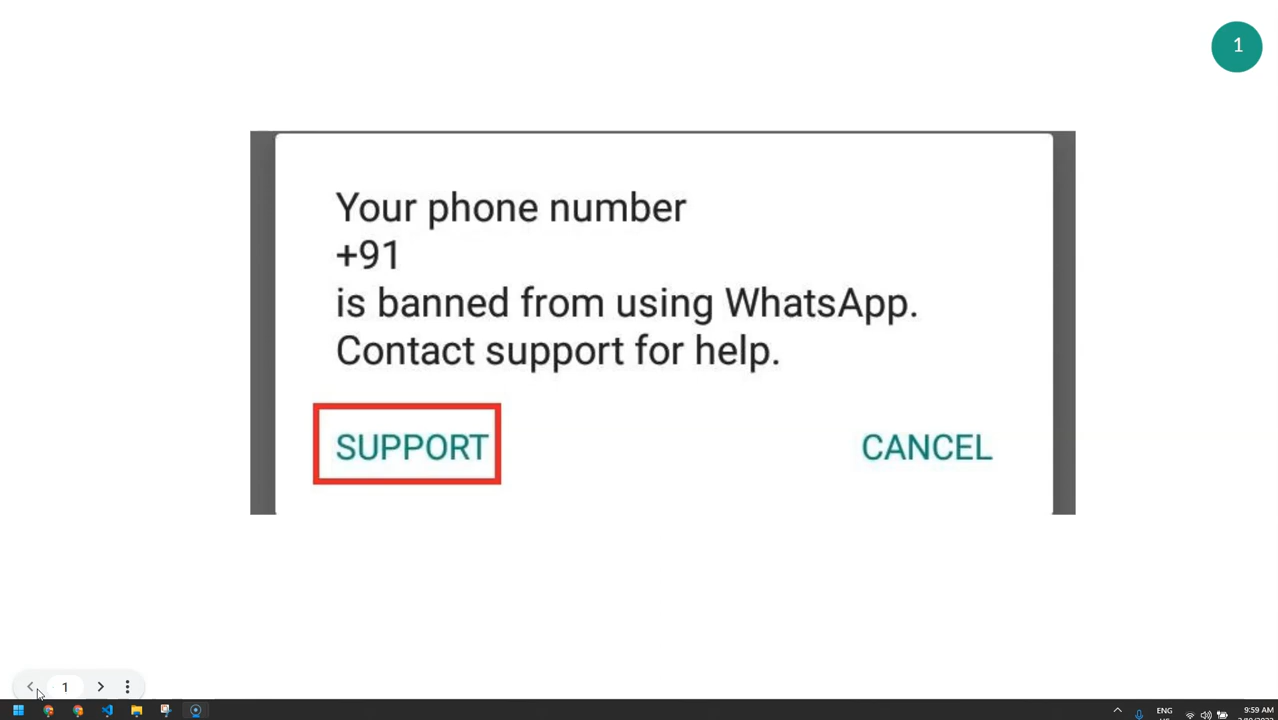 1
Your phone number
+91
is banned from using WhatsApp.
Contact support for help.
SUPPORT
CANCEL
1
ENG
9:59 AM